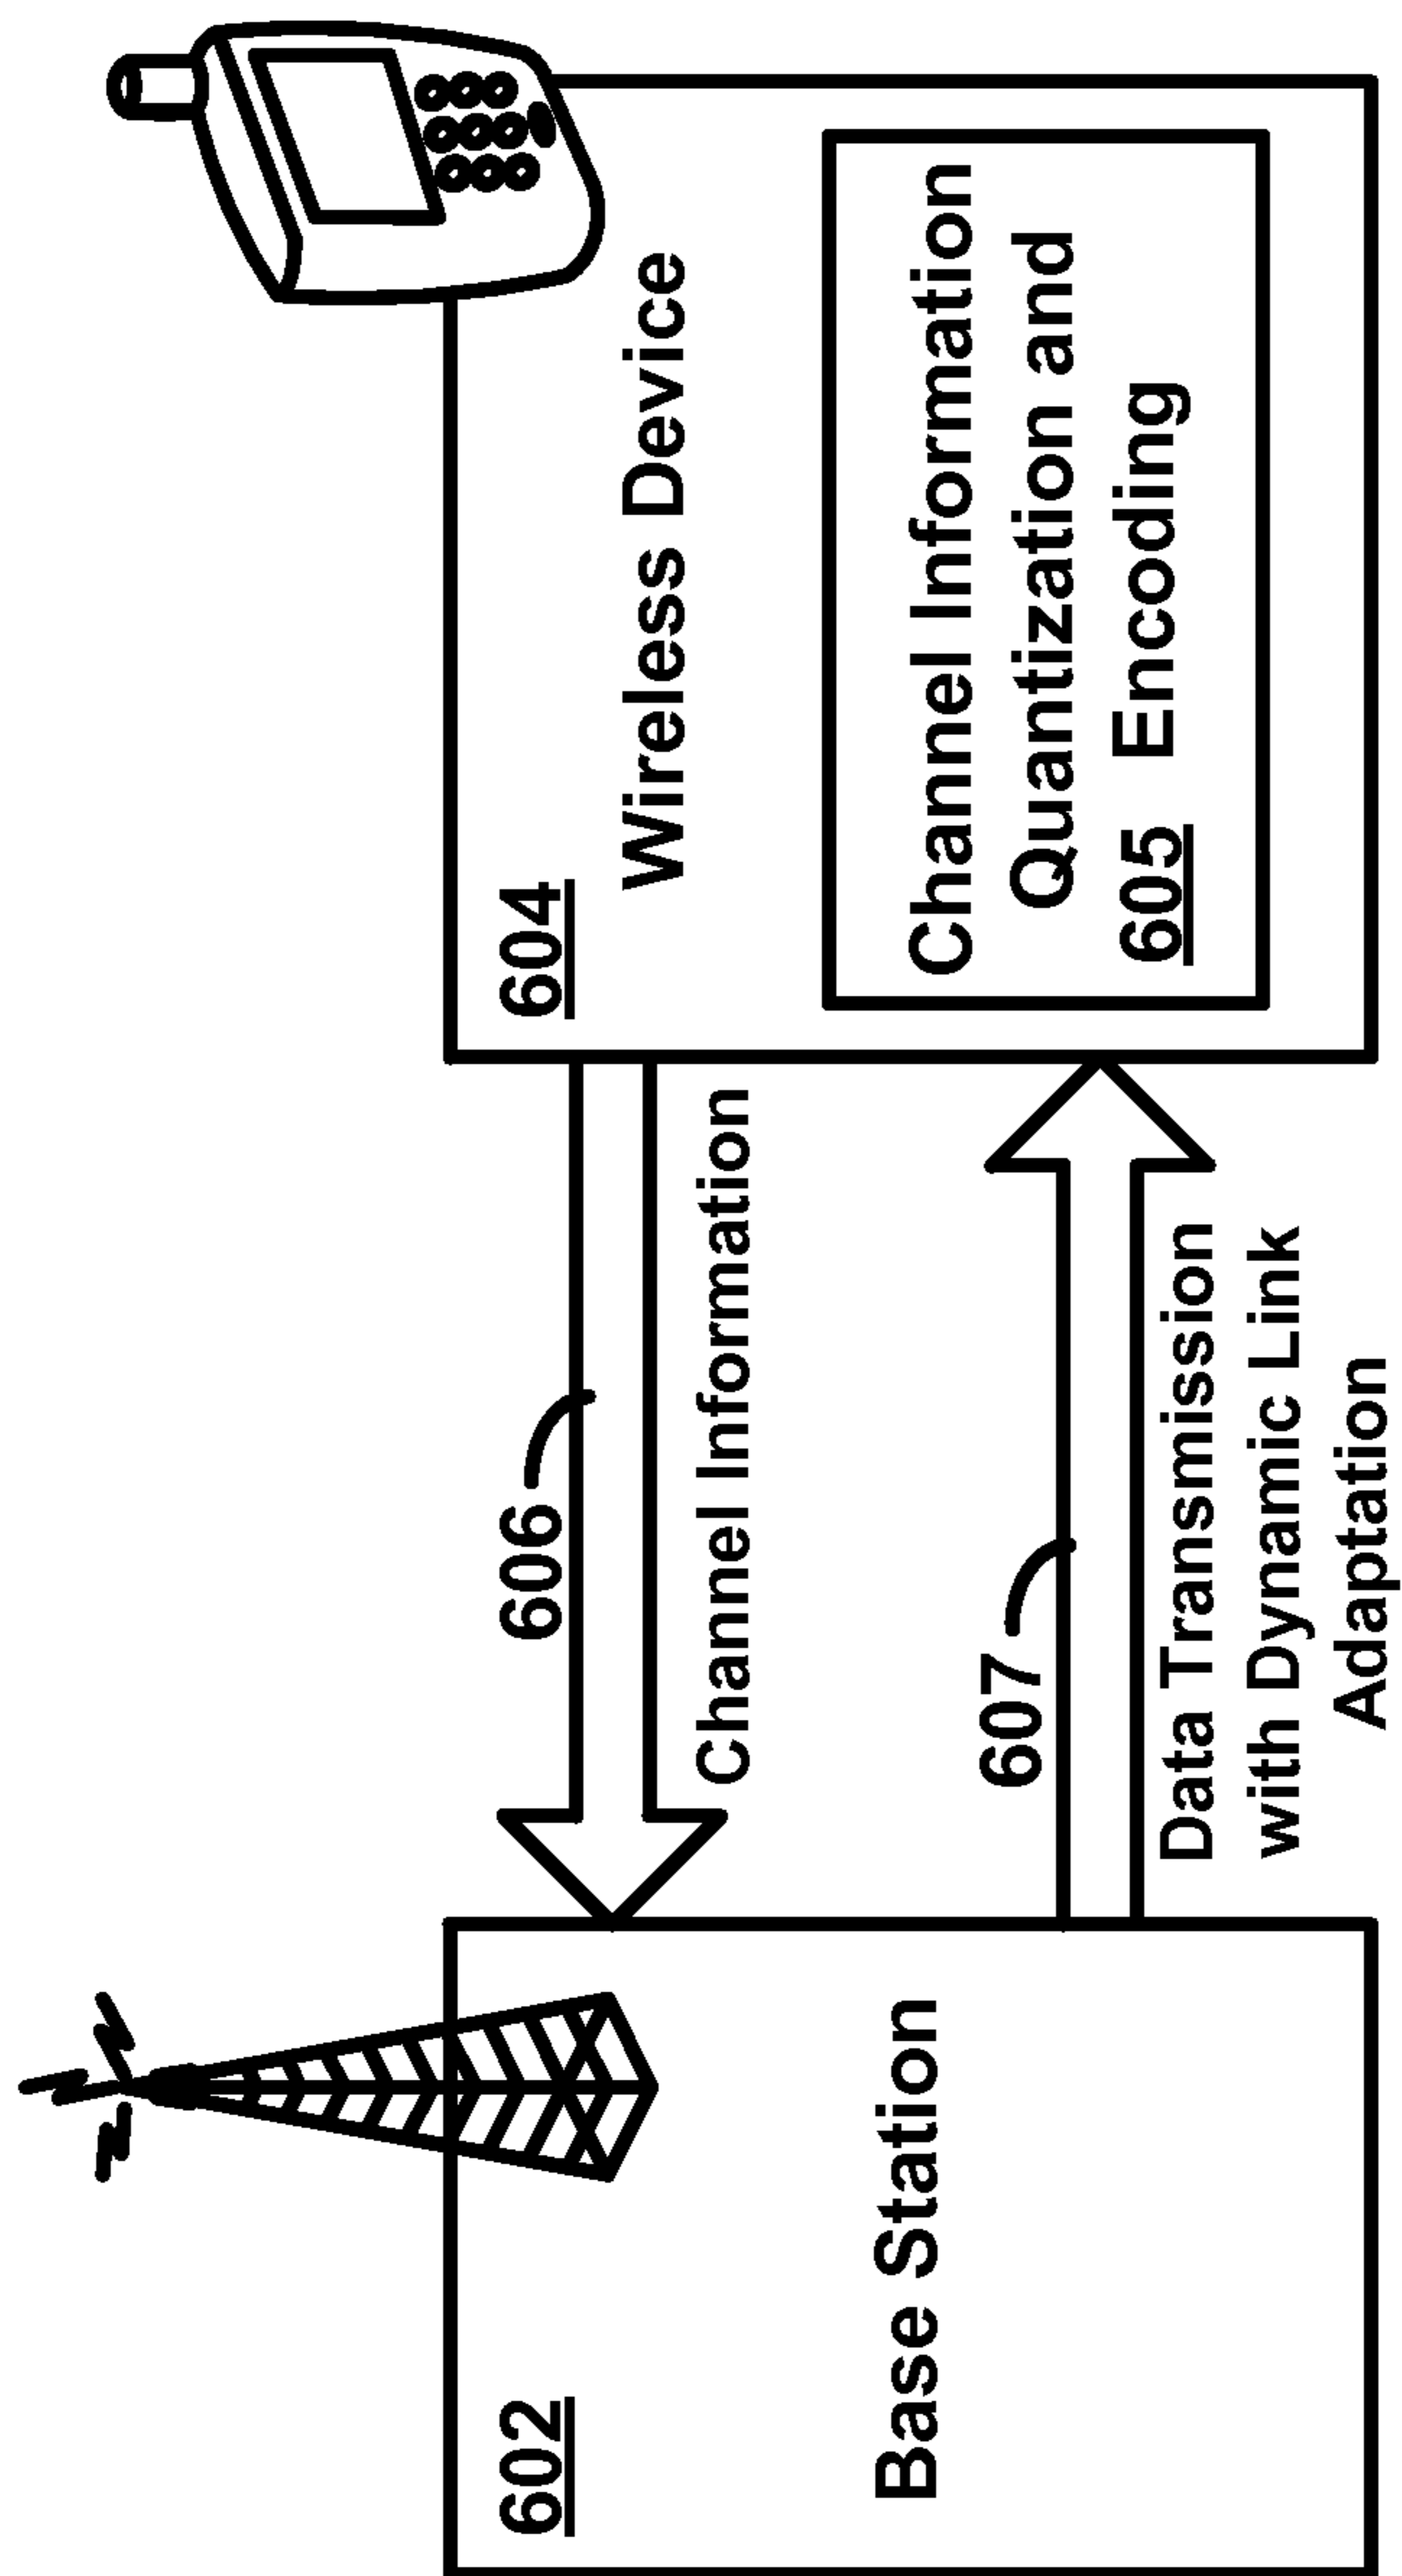 602
Base Station
606
Channel Information
607
Data Transmission
with Dynamic Link
Adaptation
604
Wireless Device
Channel Information
Quantization and
605 Encoding